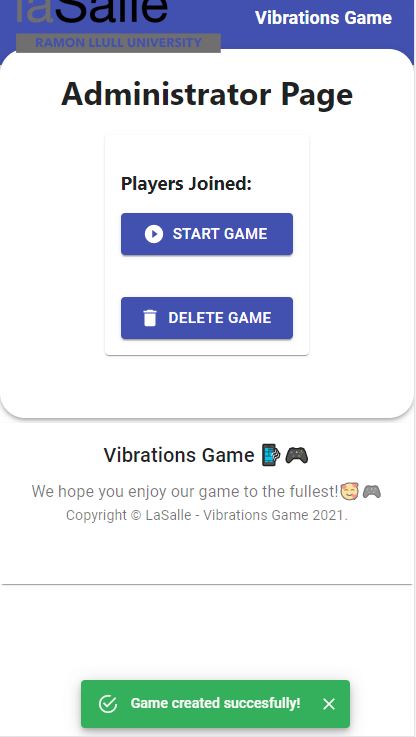 laSalle
Vibrations Game
RAMON LLULL UNIVERSITY
Administrator Page
Players Joined:
START GAME
DELETE GAME
Vibrations Game
We hope you enjoy our game to the fullest!🥰🎮
Copyright © LaSalle - Vibrations Game 2021.
Game created succesfully!